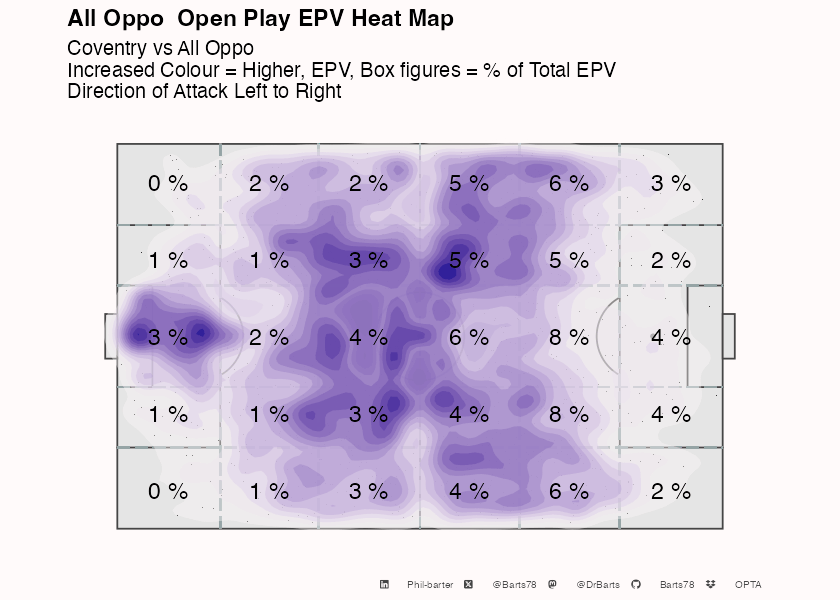 All Oppo  Open Play EPV Heat Map
Coventry vs All Oppo
Increased Colour = Higher, EPV, Box figures = % of Total EPV
Direction of Attack Left to Right
0 % 2 % 2 % 5 % 6 % 3 %
1 % 1 % 3 % 5 % 5 % 2 %
3 % 2 % 4 % 6 % 8 % 4 %
1 % 1 % 3 % 4 % 8 % 4 %
0 % 1 % 3 % 4 % 6 % 2 %
Phil-barter @Barts78 @DrBarts Barts78 OPTA